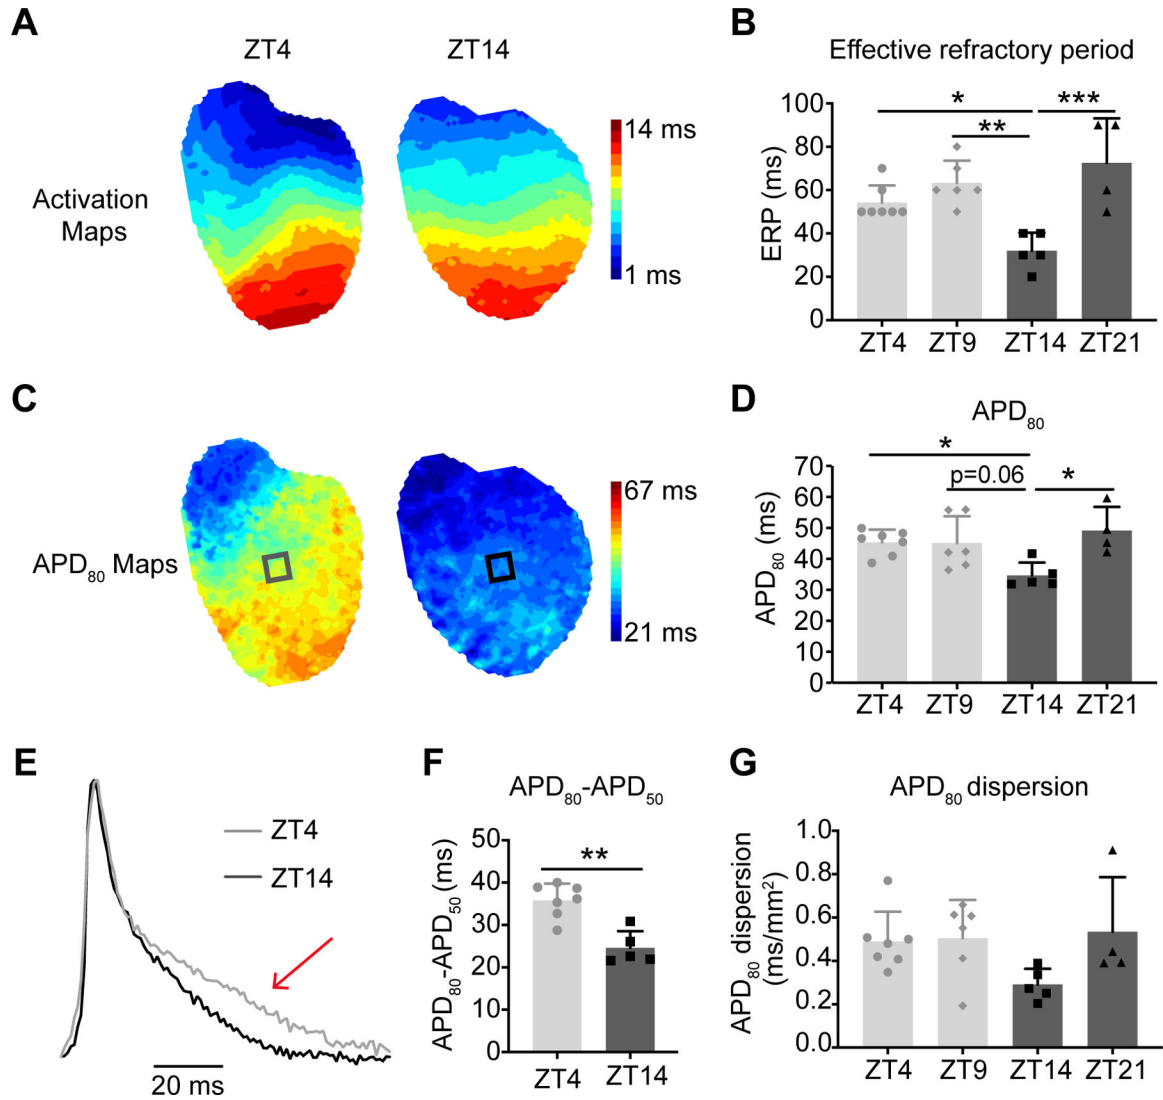 A
ZT4
ZT14
Activation
Maps
14 ms
1 ms
B
Effective refractory period
*
***
**
ERP (ms)
100
80
60
40
20
0
ZT4
ZT9
ZT14
ZT21
C
APD80 Maps
67 ms
21 ms
D
APD80
*
p=0.06
*
APD80 (ms)
70
60
50
40
30
20
10
0
ZT4
ZT9
ZT14
ZT21
E
ZT4
ZT14
20 ms
F
APD80-APD50
**
APD80-APD50 (ms)
50
40
30
20
10
0
ZT4
ZT14
G
APD80 dispersion
APD80 dispersion
(ms/mm²)
1.0
0.8
0.6
0.4
0.2
0.0
ZT4
ZT9
ZT14
ZT21